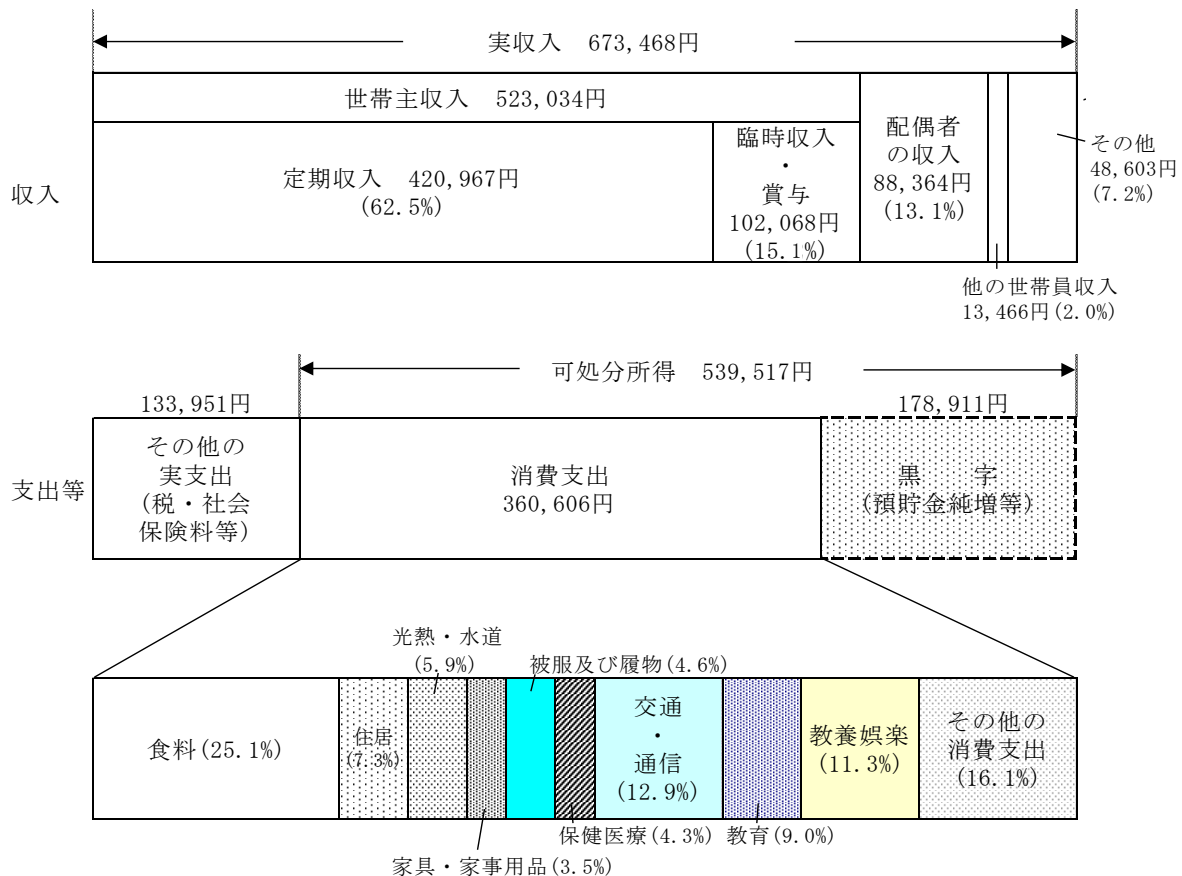 実収入 673,468円
世帯主収入 523,034円
定期収入 420,967円
(62.5%)
臨時収入
・
賞与
102,068円
(15.1%)
配偶者
の収入
88,364円
(13.1%)
その他
48,603円
(7.2%)
収入
他の世帯員収入
13,466円(2.0%)
可処分所得 539,517円
133,951円
178,911円
その他の
実支出
(税・社会
保険料等)
消費支出
360,606円
黒 字
(預貯金純増等)
支出等
光熱・水道
(5.9%)
被服及び履物(4.6%)
食料(25.1%)
住居
(7.3%)
交通
・
通信
(12.9%)
教養娯楽
(11.3%)
その他の
消費支出
(16.1%)
保健医療(4.3%)
教育(9.0%)
家具・家事用品(3.5%)